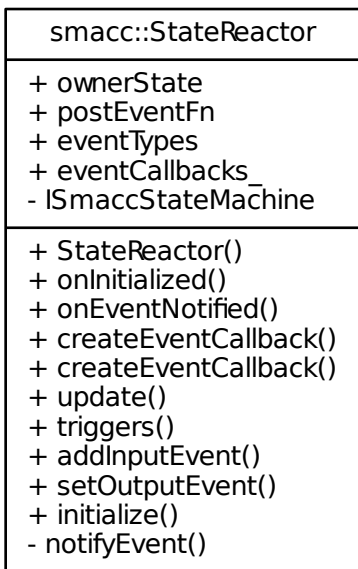 smacc::StateReactor
+ ownerState
+ postEventFn
+ eventTypes
+ eventCallbacks_
- ISmaccStateMachine
+ StateReactor()
+ onInitialized()
+ onEventNotified()
+ createEventCallback()
+ createEventCallback()
+ update()
+ triggers()
+ addInputEvent()
+ setOutputEvent()
+ initialize()
- notifyEvent()